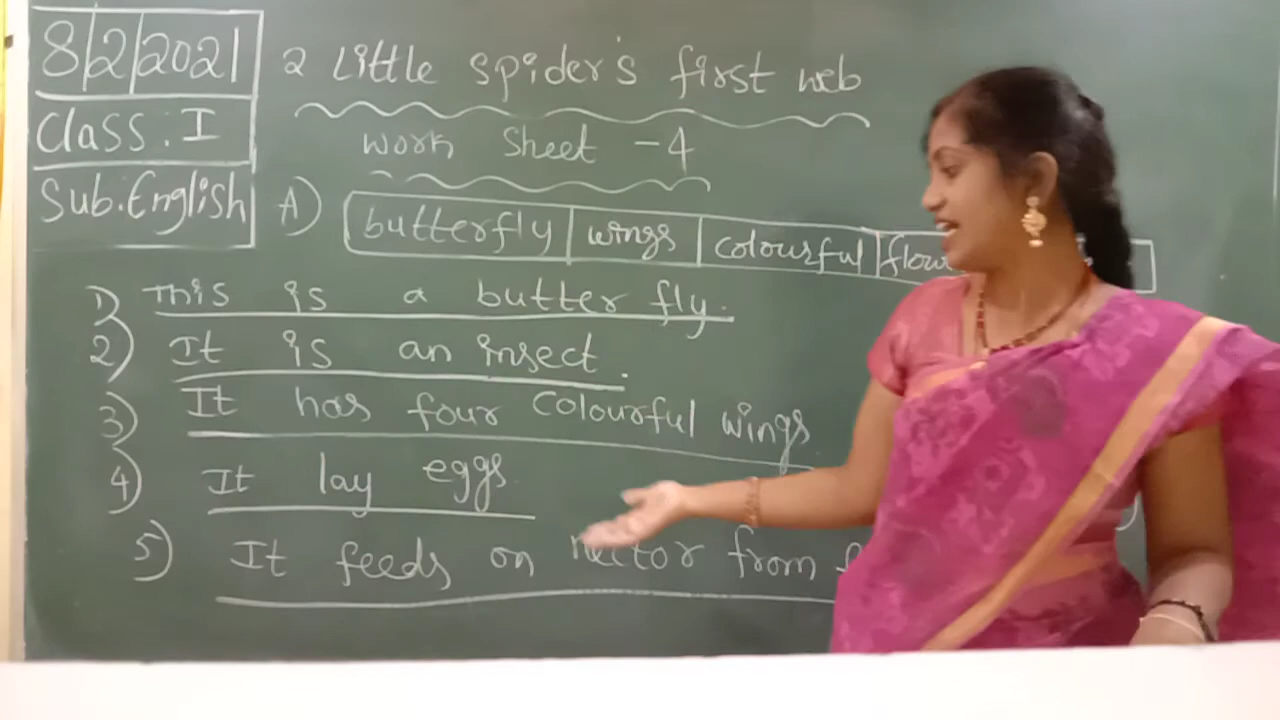 8/2/2021
Class: I
Sub.English
2 Little spider's first web
Work Sheet -4
A) butterfly wings colourful
1) This is a butter fly.
2) It is an insect.
3) It has four colourful wings
4) It lay eggs
5) It feeds on nector from